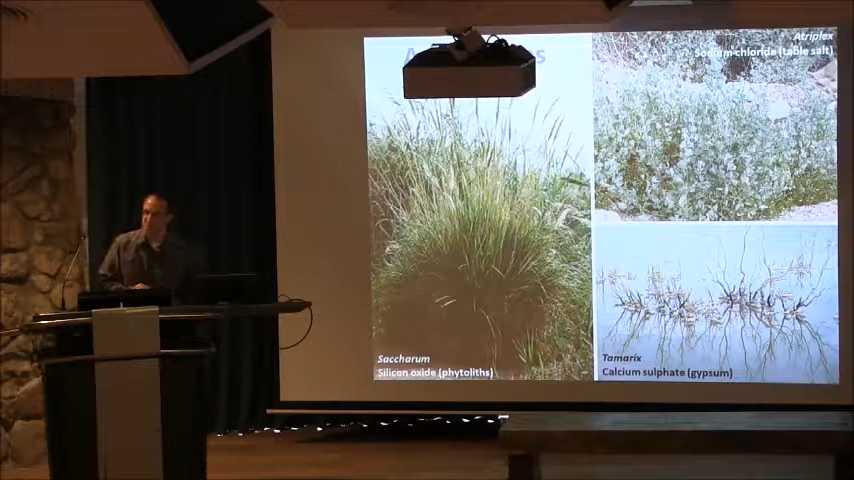 Atriplex
Sodium chloride (table salt)
Saccharum
Silicon oxide (phytoliths)
Tamarix
Calcium sulphate (gypsum)